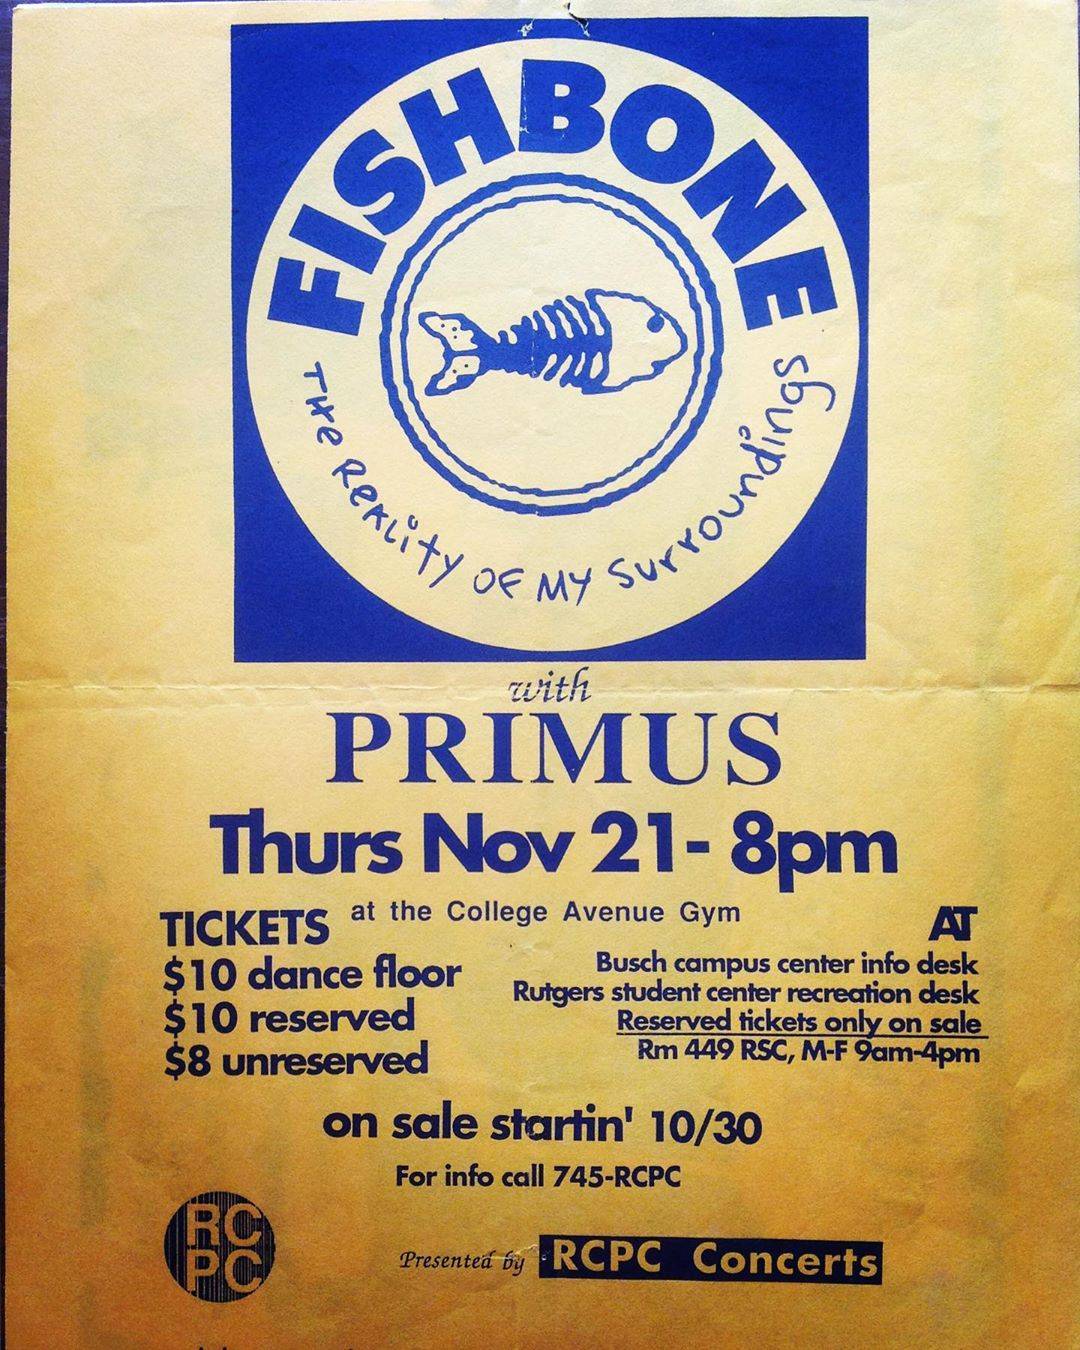 FISHBONE
THE REALITY OF MY Surroundings
with
PRIMUS
Thurs Nov 21- 8pm
at the College Avenue Gym
TICKETS
$10 dance floor
$10 reserved
$8 unreserved
AT
Busch campus center info desk
Rutgers student center recreation desk
Reserved tickets only on sale
Rm 449 RSC, M-F 9am-4pm
on sale startin' 10/30
For info call 745-RCPC
RC
PC
Presented by RCPC Concerts